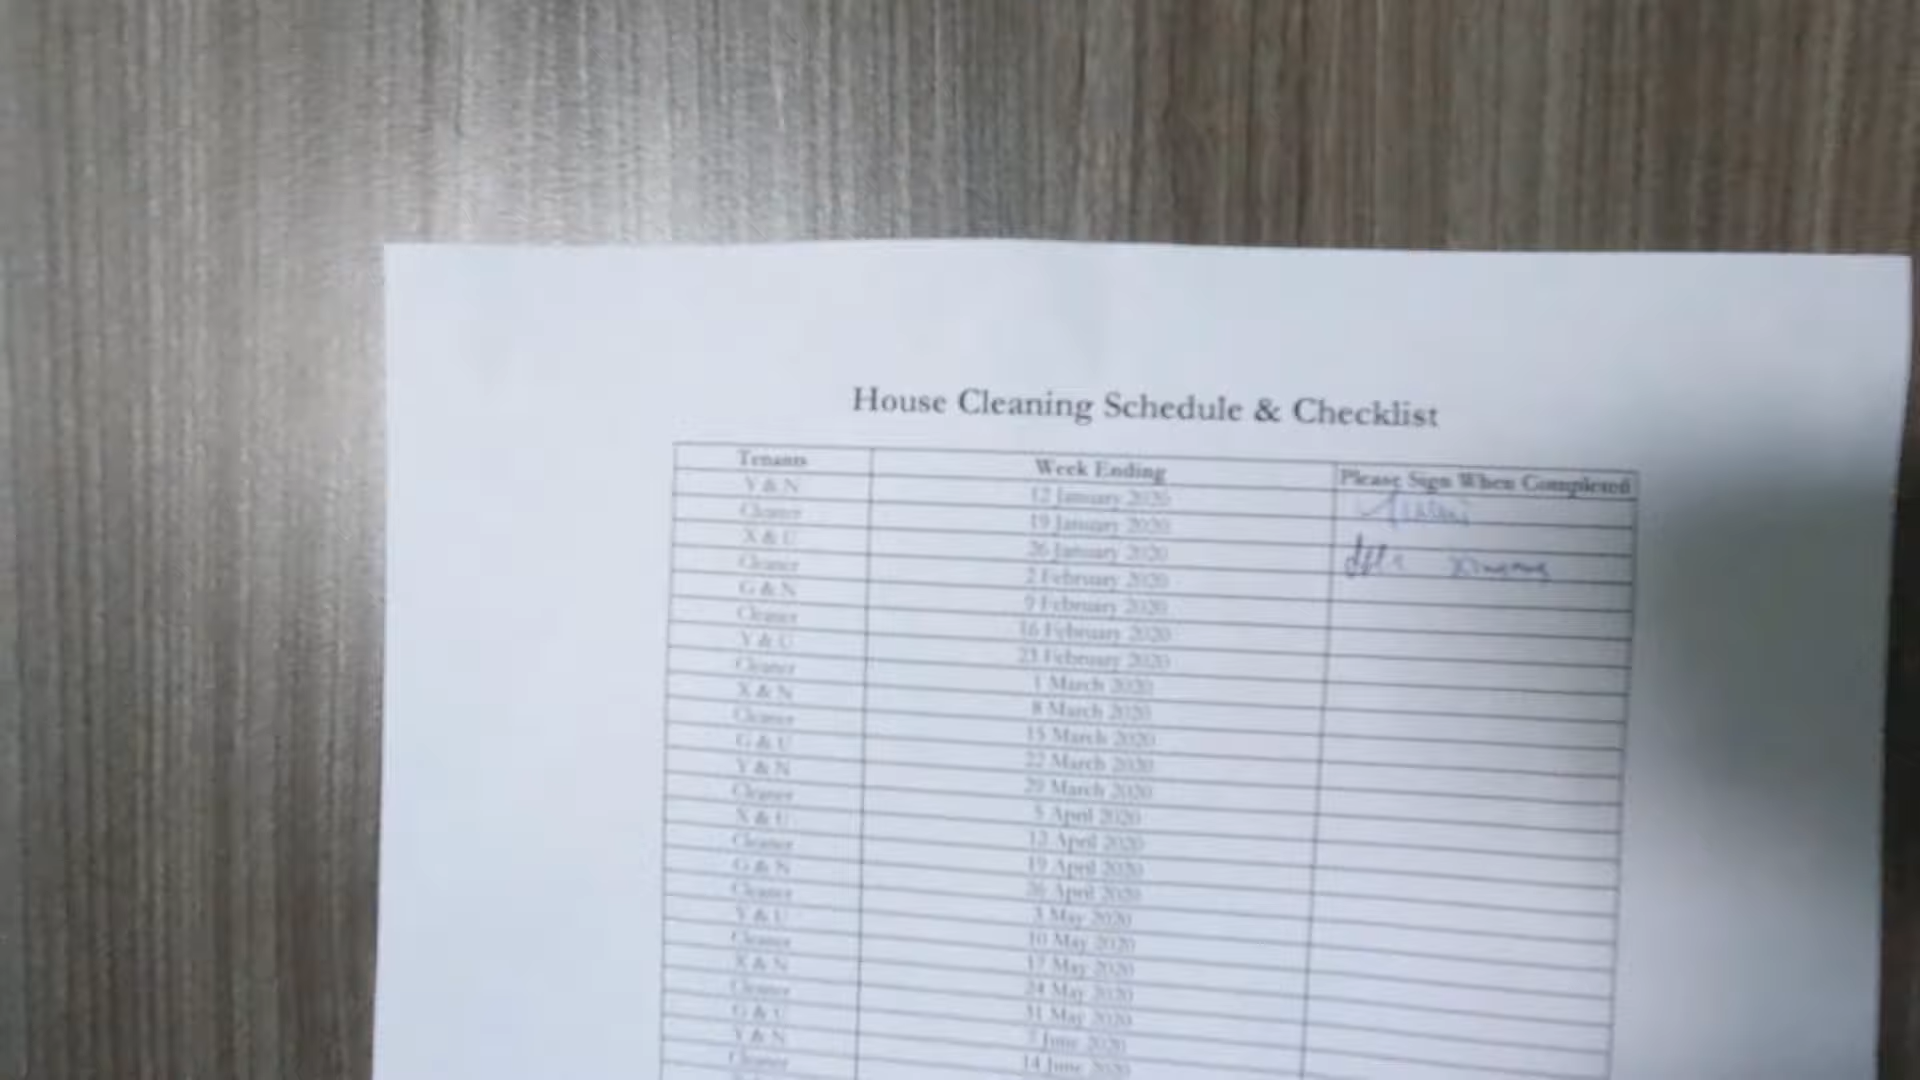 House Cleaning Schedule & Checklist
Tenants Week Ending Please Sign When Completed
Y & N 12 January 2020
Cleaner 19 January 2020
X & U 26 January 2020
Cleaner 2 February 2020
G & N 9 February 2020
Cleaner 16 February 2020
Y & U 23 February 2020
Cleaner 1 March 2020
X & N 8 March 2020
Cleaner 15 March 2020
G & U 22 March 2020
Y & N 29 March 2020
Cleaner 5 April 2020
X & U 12 April 2020
Cleaner 19 April 2020
G & N 26 April 2020
Cleaner 3 May 2020
Y & U 10 May 2020
Cleaner 17 May 2020
X & N 24 May 2020
Cleaner 31 May 2020
G & U 7 June 2020
Y & N 14 June 2020
Cleaner